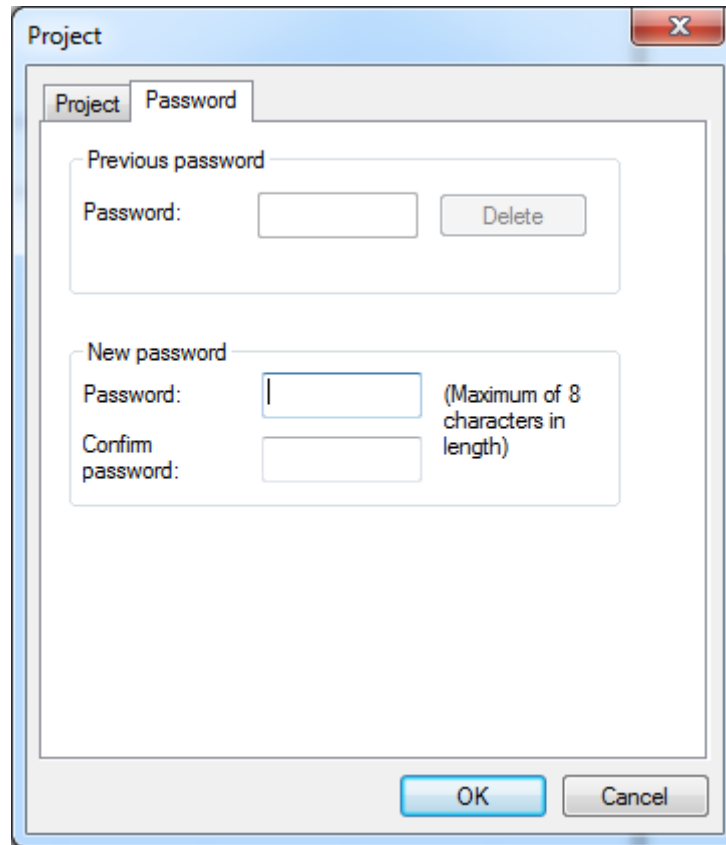 Project
Project
Password
Previous password
Password:
Delete
New password
Password:
(Maximum of 8
characters in
length)
Confirm
password:
OK
Cancel